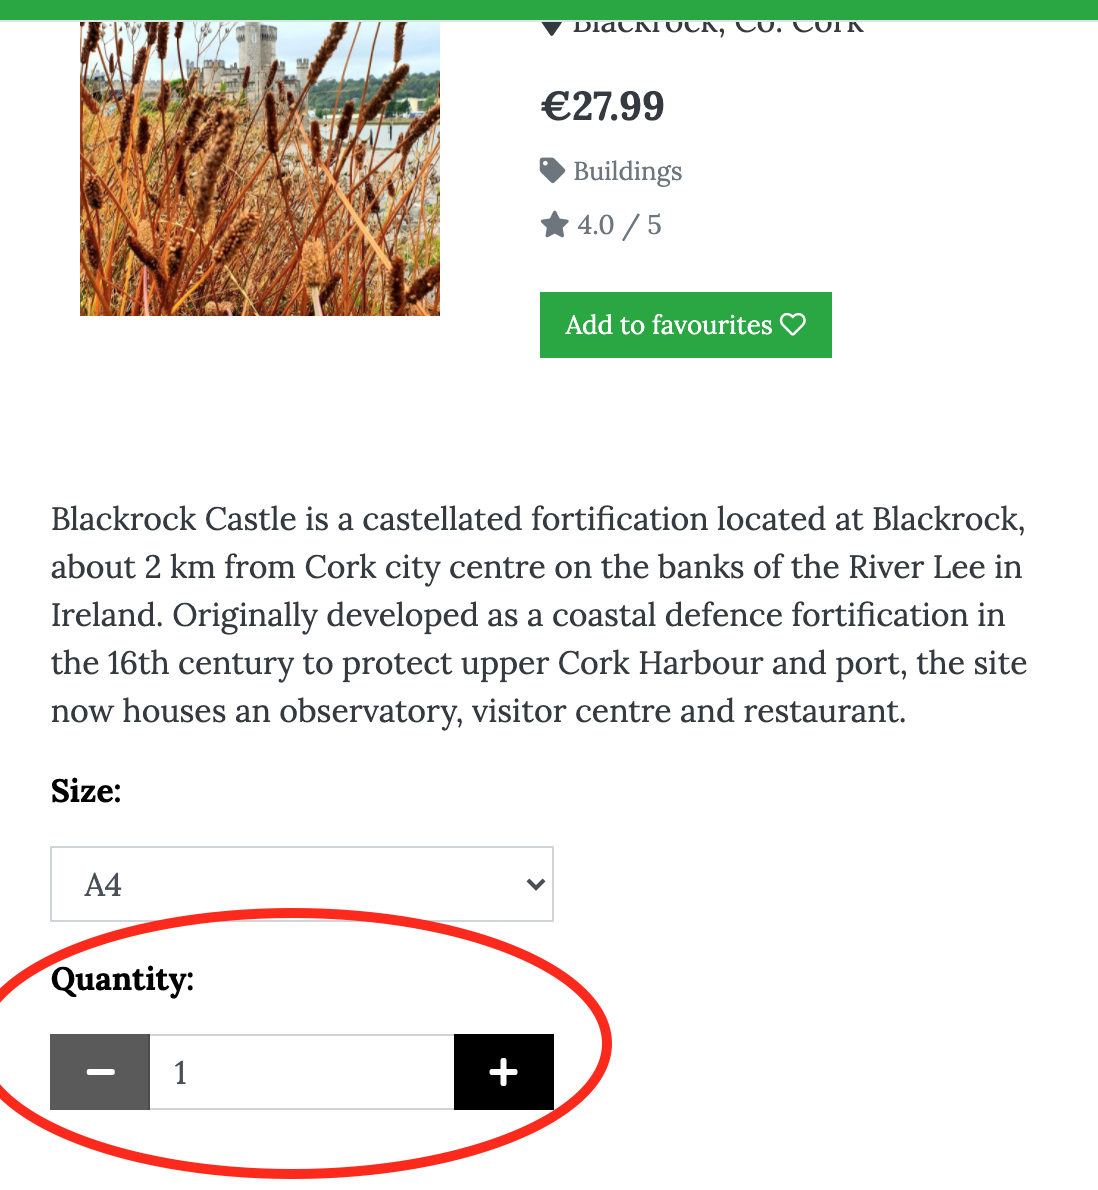 Blackrock, Co. Cork
€27.99
Buildings
4.0 / 5
Add to favourites
Blackrock Castle is a castellated fortification located at Blackrock,
about 2 km from Cork city centre on the banks of the River Lee in
Ireland. Originally developed as a coastal defence fortification in
the 16th century to protect upper Cork Harbour and port, the site
now houses an observatory, visitor centre and restaurant.
Size:
A4
Quantity:
1